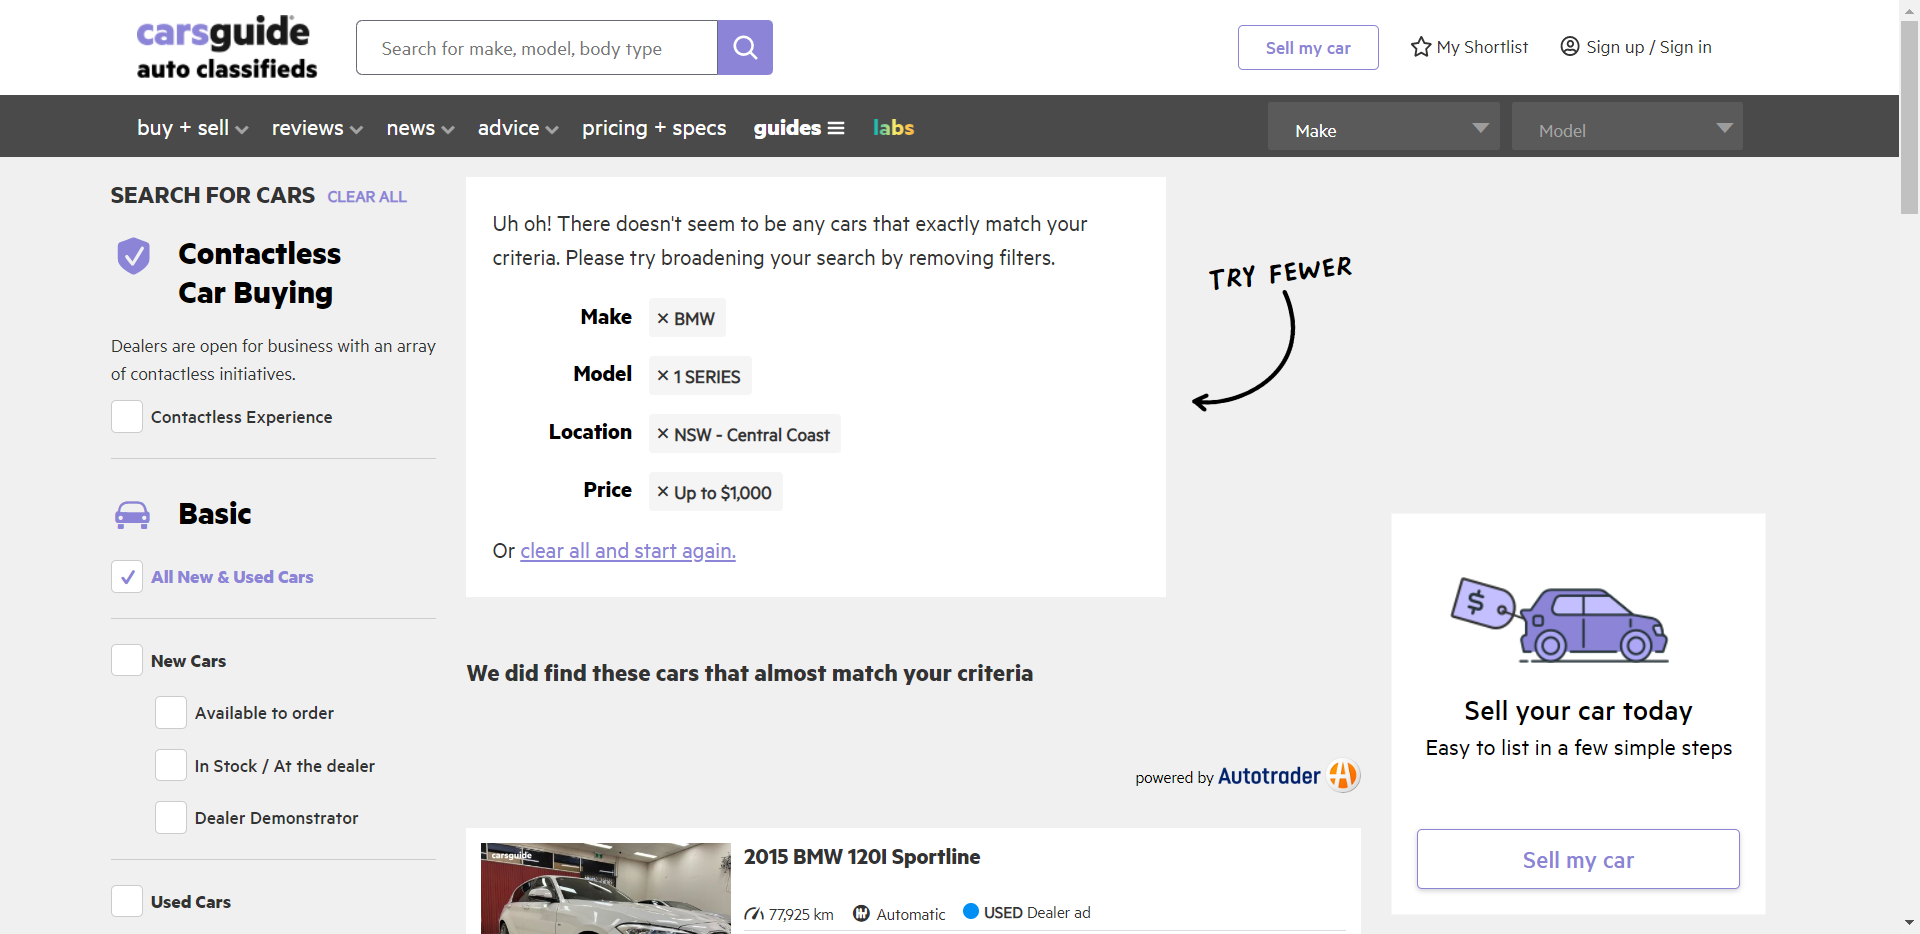 carsguide
auto classifieds
Search for make, model, body type
Sell my car
My Shortlist
Sign up / Sign in
buy + sell
reviews
news
advice
pricing + specs
guides
labs
Make
Model
SEARCH FOR CARS CLEAR ALL
Contactless
Car Buying
Dealers are open for business with an array
of contactless initiatives.
Contactless Experience
Basic
All New & Used Cars
New Cars
Available to order
In Stock / At the dealer
Dealer Demonstrator
Used Cars
Uh oh! There doesn't seem to be any cars that exactly match your
criteria. Please try broadening your search by removing filters.
Make × BMW
Model × 1 SERIES
Location × NSW - Central Coast
Price × Up to $1,000
Or clear all and start again.
TRY FEWER
We did find these cars that almost match your criteria
powered by Autotrader
carsguide
2015 BMW 120I Sportline
77,925 km Automatic USED Dealer ad
$
Sell your car today
Easy to list in a few simple steps
Sell my car